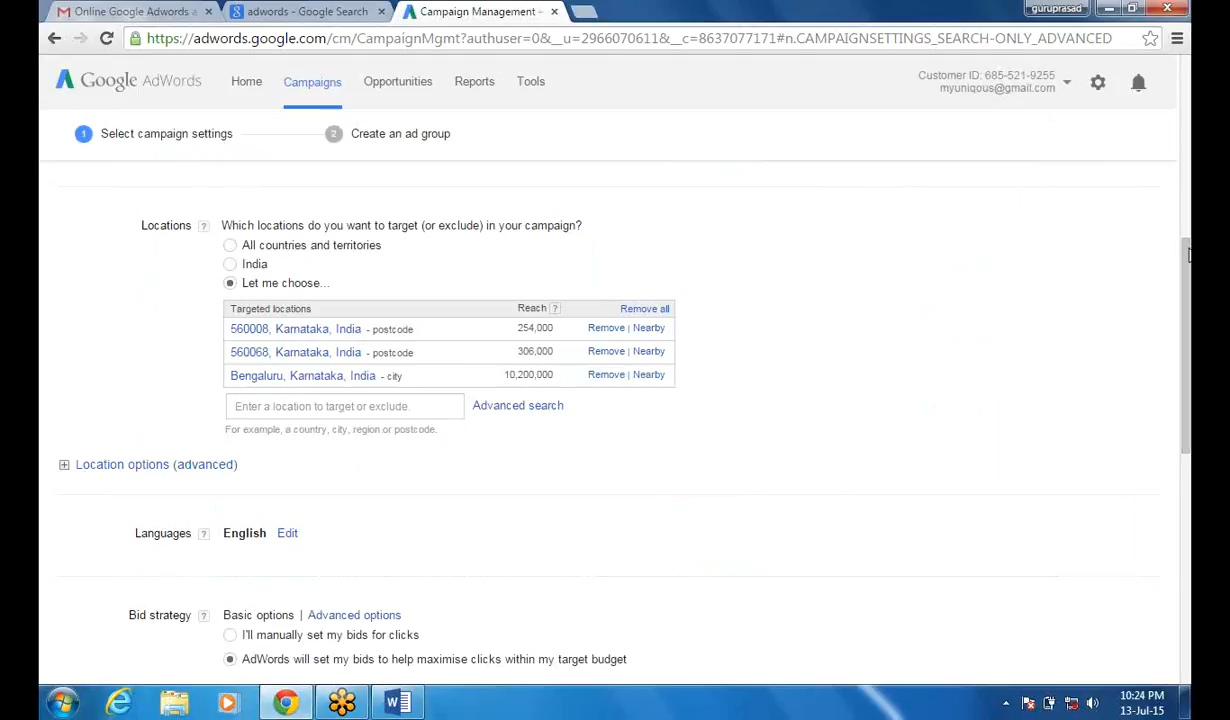 Online Google Adwords a
adwords - Google Search
Campaign Management -
guruprasad
https://adwords.google.com/cm/CampaignMgmt?authuser=0&__u=2966070611&__c=8637077171#n.CAMPAIGNSETTINGS_SEARCH-ONLY_ADVANCED
Google AdWords
Home
Campaigns
Opportunities
Reports
Tools
Customer ID: 685-521-9255
myuniqous@gmail.com
1 Select campaign settings
2 Create an ad group
Locations ? Which locations do you want to target (or exclude) in your campaign?
All countries and territories
India
Let me choose...
Targeted locations Reach ? Remove all
560008, Karnataka, India - postcode 254,000 Remove | Nearby
560068, Karnataka, India - postcode 306,000 Remove | Nearby
Bengaluru, Karnataka, India - city 10,200,000 Remove | Nearby
Enter a location to target or exclude. Advanced search
For example, a country, city, region or postcode.
Location options (advanced)
Languages ? English Edit
Bid strategy ? Basic options | Advanced options
I'll manually set my bids for clicks
AdWords will set my bids to help maximise clicks within my target budget
10:24 PM
13-Jul-15